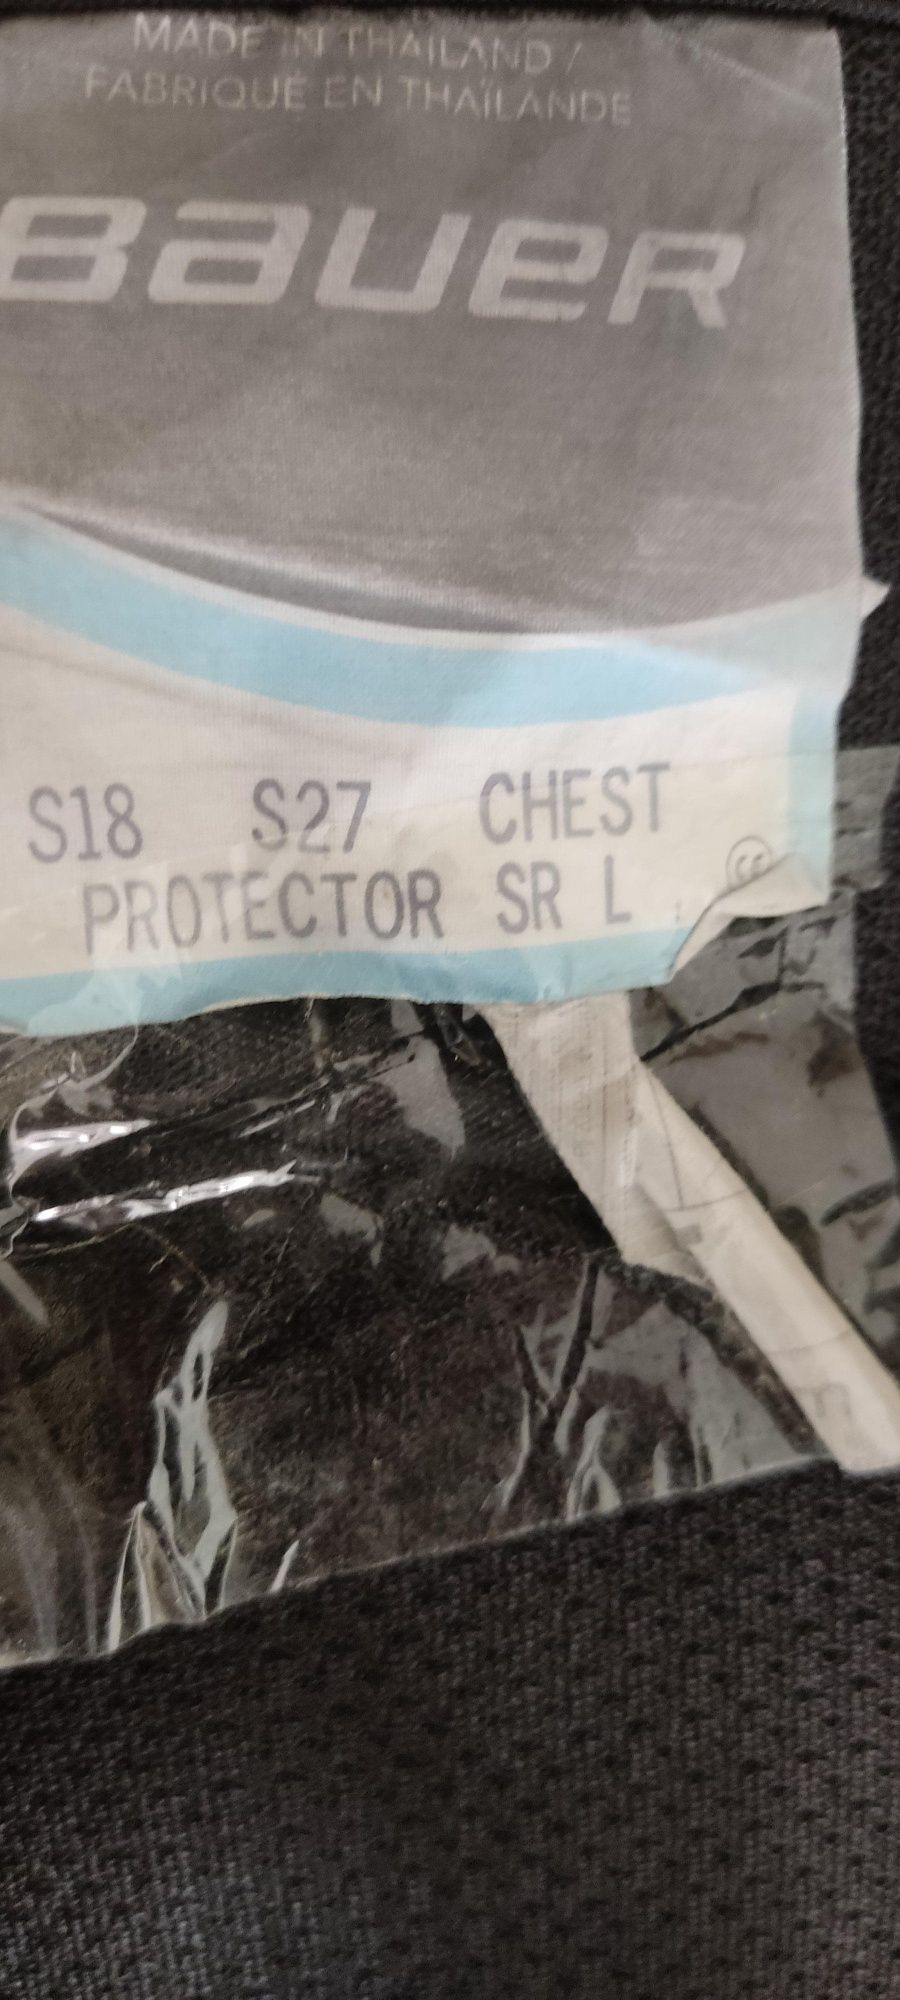 MADE IN THAILAND /
FABRIQUÉ EN THAÏLANDE
BAUER
S18 S27 CHEST
PROTECTOR SR L
CE